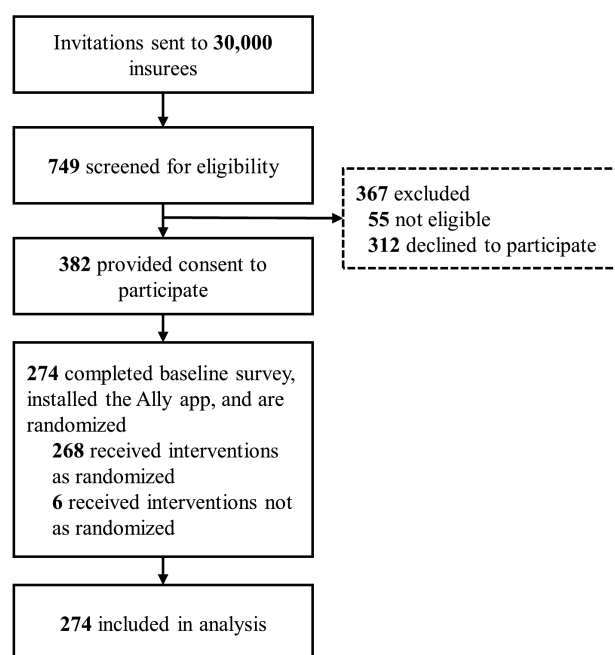 Invitations sent to 30,000
insurees
749 screened for eligibility
367 excluded
55 not eligible
312 declined to participate
382 provided consent to
participate
274 completed baseline survey,
installed the Ally app, and are
randomized
268 received interventions
as randomized
6 received interventions not
as randomized
274 included in analysis